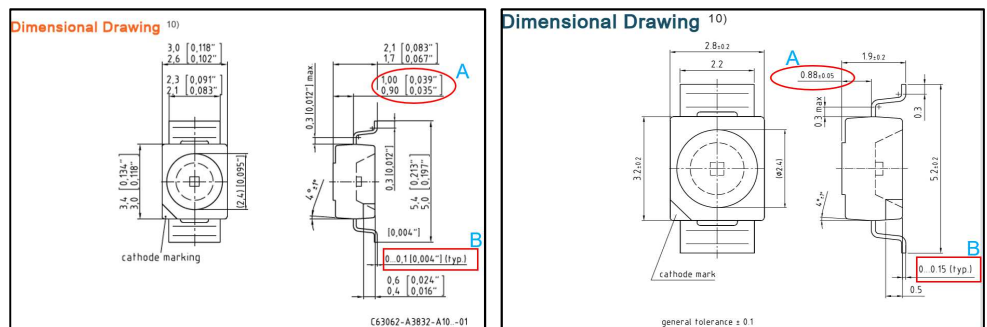 Dimensional Drawing 10)
3,0 [0,118"]
2,6 [0,102"]
2,3 [0,091"]
2,1 [0,083"]
2,1 [0,083"]
1,7 [0,067"]
A
1,00 [0,039"]
0,90 [0,035"]
0,3 [0,012"] max
3,4 [0,134"]
3,0 [0,118"]
(2,4) [0,095"]
4°±1°
0,3 [0,012"]
5,4 [0,213"]
5,0 [0,197"]
[0,004"]
B
0...0,1 [0,004"] (typ.)
cathode marking
0,6 [0,024"]
0,4 [0,016"]
C63062-A3832-A10..-01
Dimensional Drawing 10)
2.8±0.2
2.2
A
1.9±0.2
0.88±0.05
0.3 max
0.3
3.2±0.2
(Ø2.4)
5.2±0.2
4°±1°
B
0...0.15 (typ.)
cathode mark
0.5
general tolerance ± 0.1